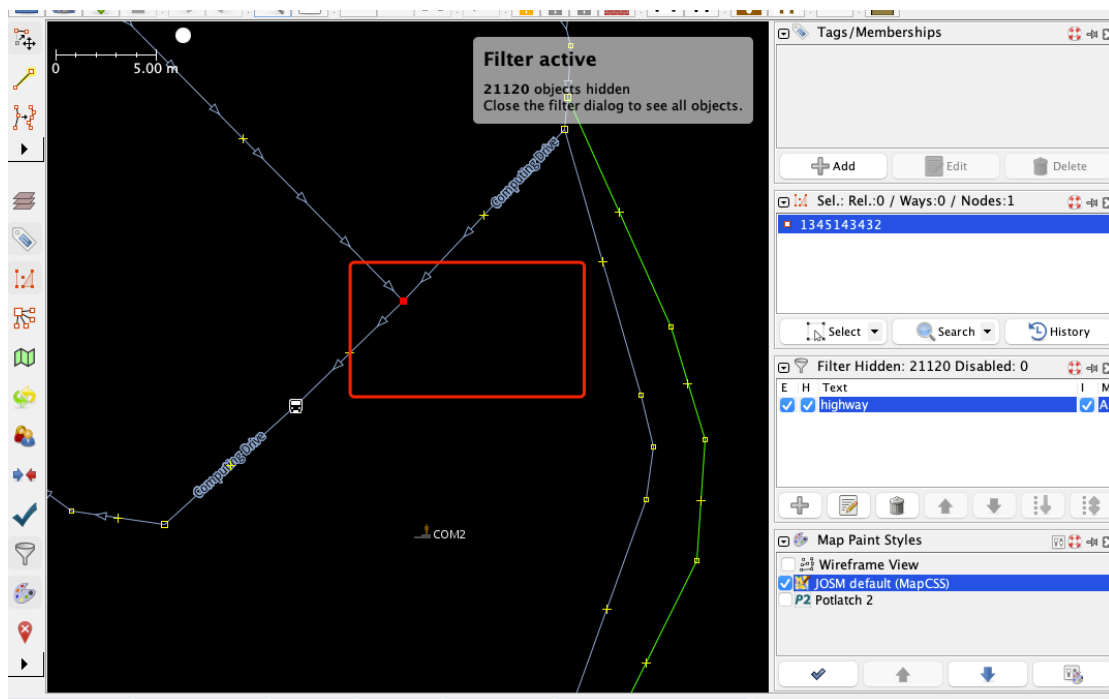 Tags/Memberships
0 5.00 m
Filter active
21120 objects hidden
Close the filter dialog to see all objects.
Computing Drive
Add Edit Delete
Sel.: Rel.:0 / Ways:0 / Nodes:1
1345143432
Select Search History
Filter Hidden: 21120 Disabled: 0
E H Text I M
highway A
Computing Drive
COM2
Map Paint Styles
Wireframe View
JOSM default (MapCSS)
P2 Potlatch 2